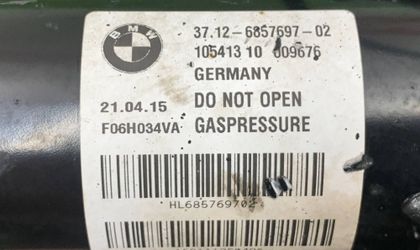 BMW
37.12-6857697-02
105413 10 009676
GERMANY
21.04.15 DO NOT OPEN
F06H034VA GASPRESSURE
HL685769702